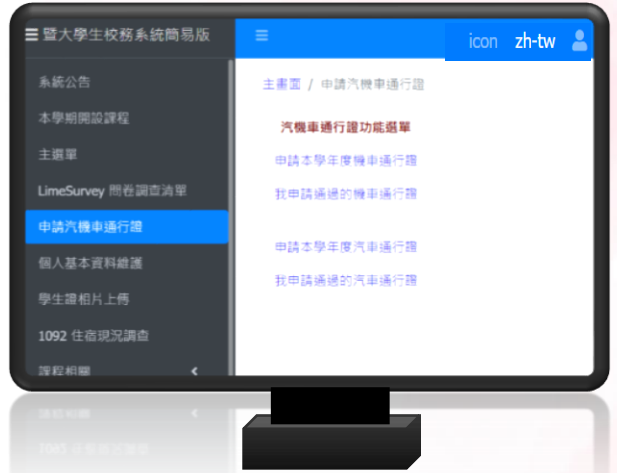 暨大學生校務系統簡易版
icon zh-tw
系統公告
本學期開設課程
主選單
LimeSurvey 問卷調查清單
申請汽機車通行證
個人基本資料維護
學生證相片上傳
1092 住宿現況調查
課程相關
主畫面 / 申請汽機車通行證
汽機車通行證功能選單
申請本學年度機車通行證
我申請通過的機車通行證
申請本學年度汽車通行證
我申請通過的汽車通行證